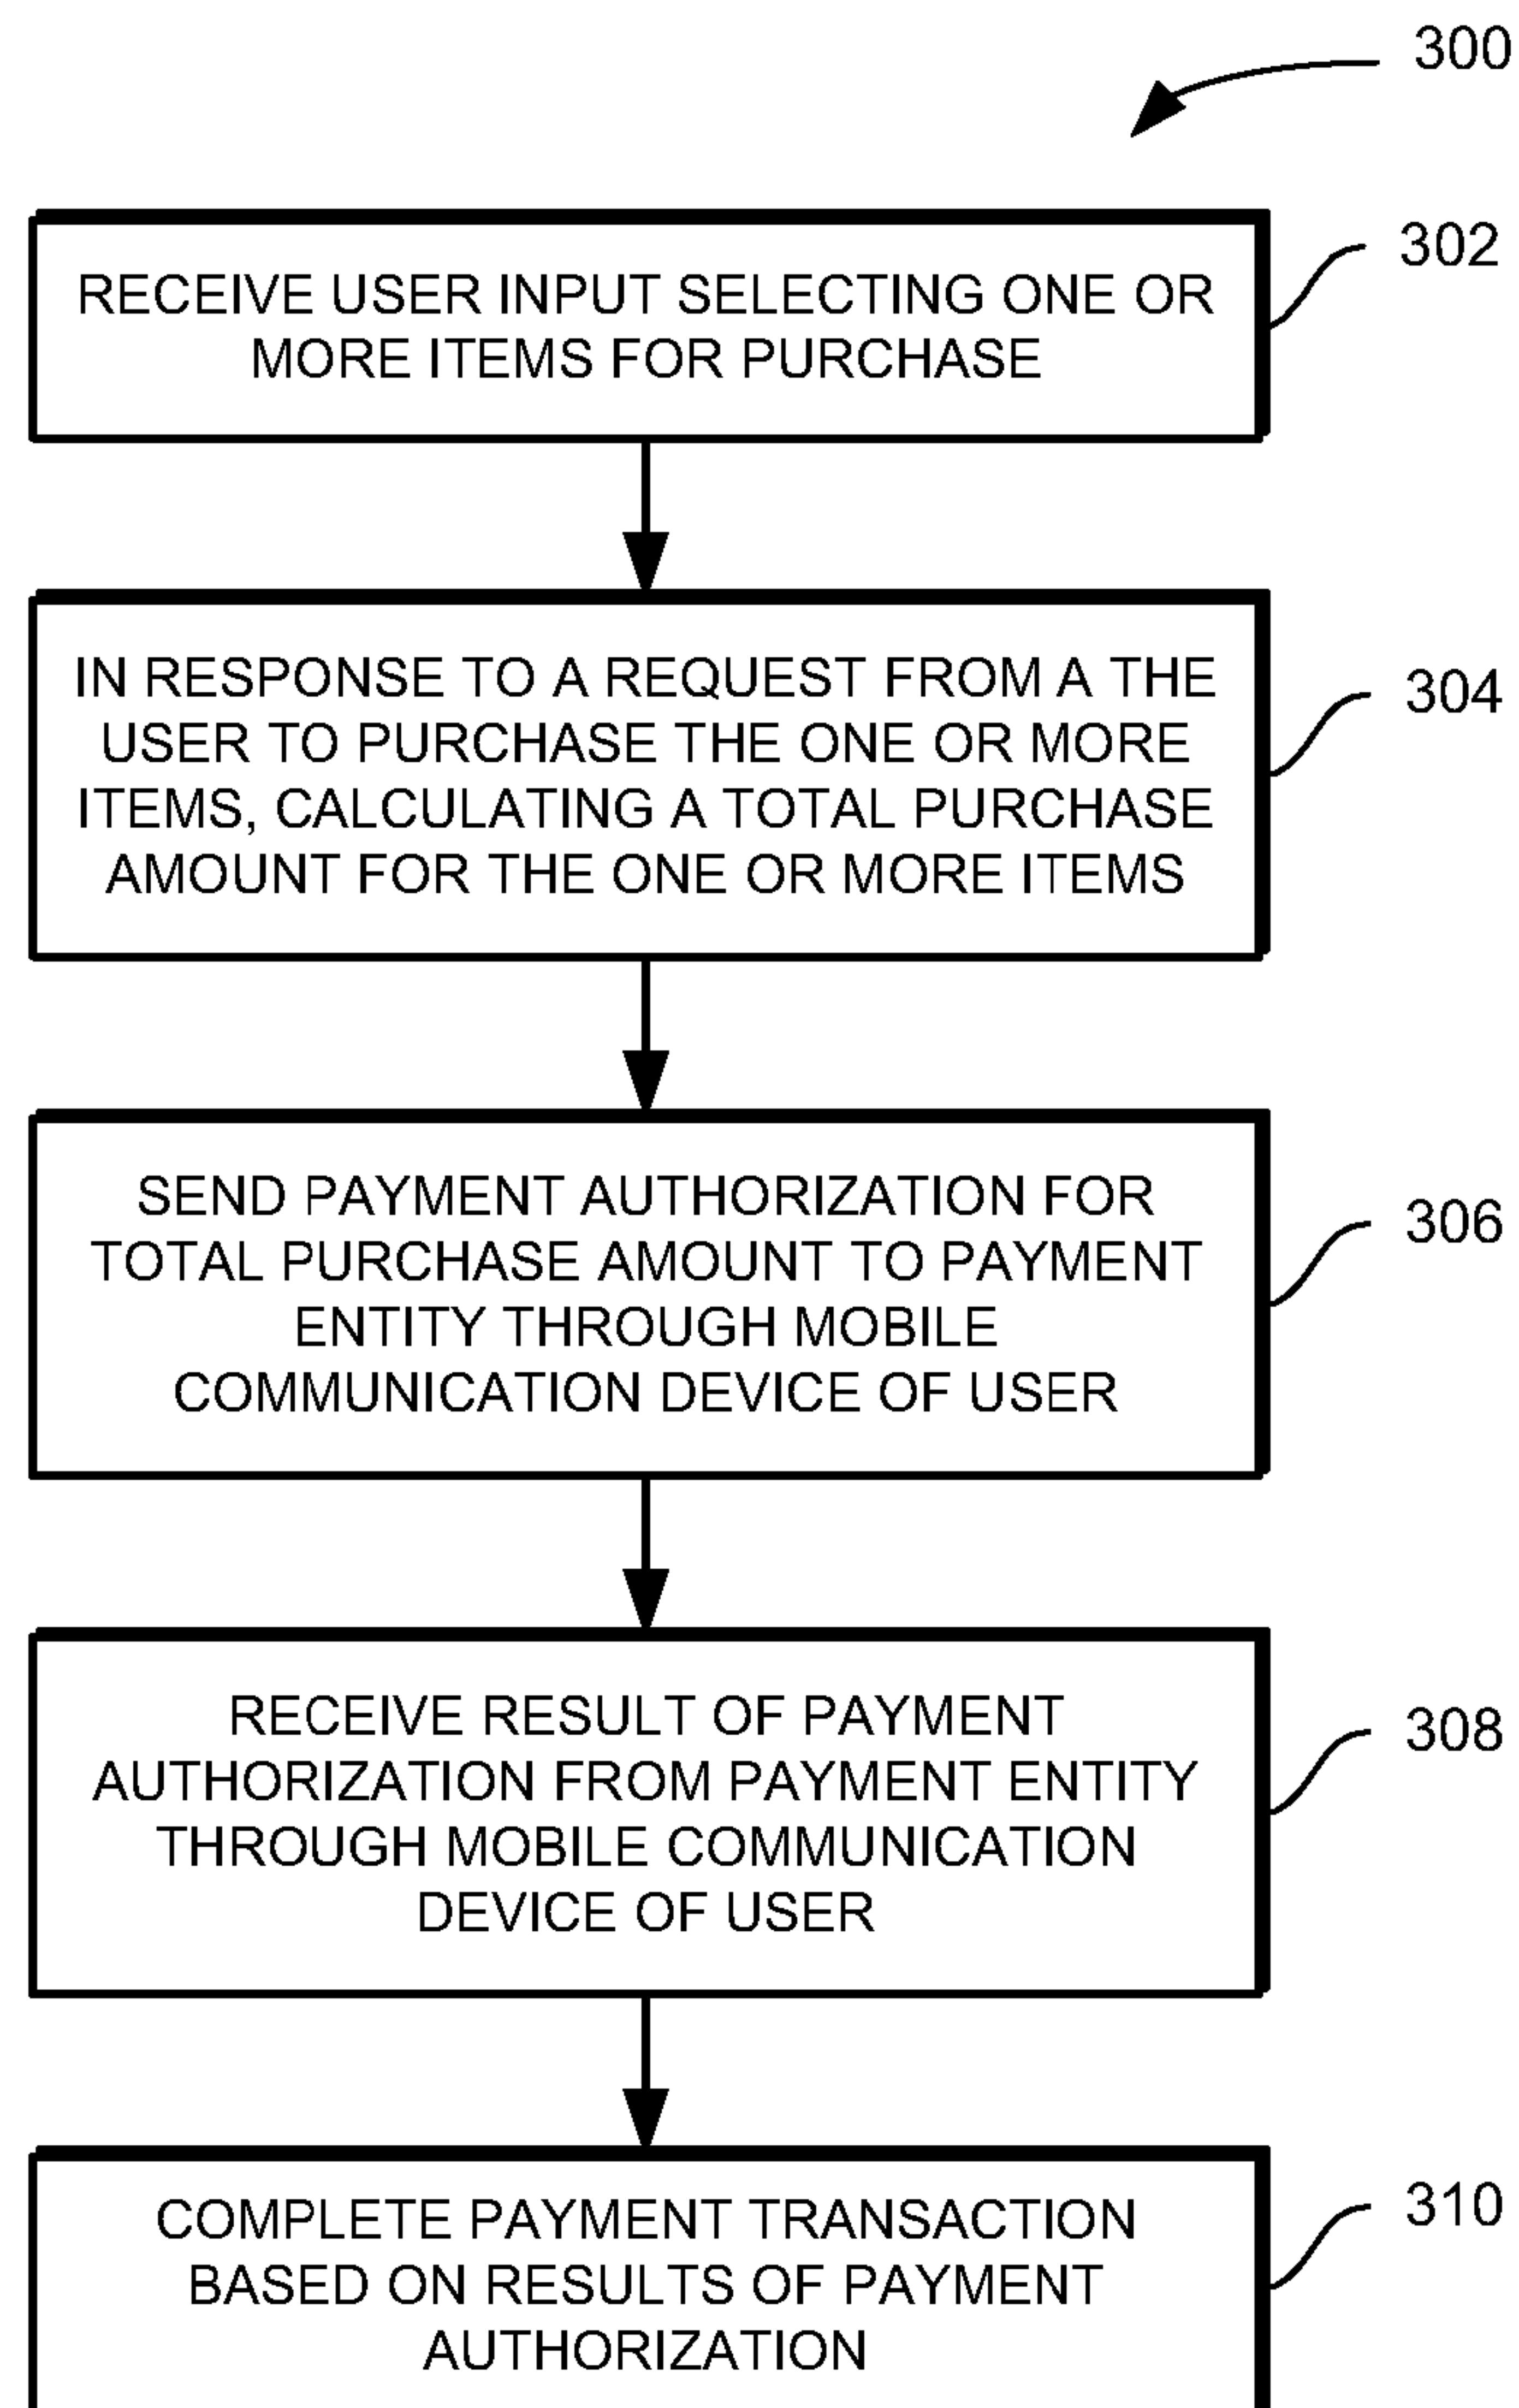 300
RECEIVE USER INPUT SELECTING ONE OR
MORE ITEMS FOR PURCHASE
302
IN RESPONSE TO A REQUEST FROM A THE
USER TO PURCHASE THE ONE OR MORE
ITEMS, CALCULATING A TOTAL PURCHASE
AMOUNT FOR THE ONE OR MORE ITEMS
304
SEND PAYMENT AUTHORIZATION FOR
TOTAL PURCHASE AMOUNT TO PAYMENT
ENTITY THROUGH MOBILE
COMMUNICATION DEVICE OF USER
306
RECEIVE RESULT OF PAYMENT
AUTHORIZATION FROM PAYMENT ENTITY
THROUGH MOBILE COMMUNICATION
DEVICE OF USER
308
COMPLETE PAYMENT TRANSACTION
BASED ON RESULTS OF PAYMENT
AUTHORIZATION
310